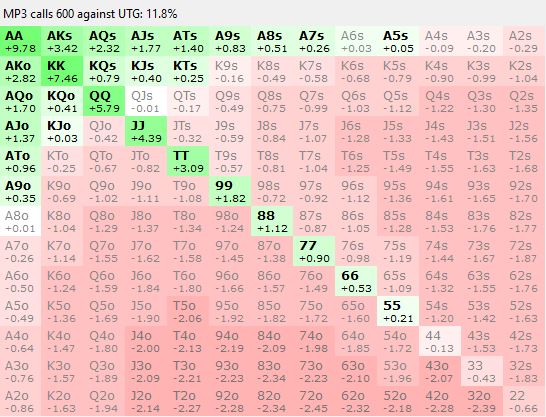 MP3 calls 600 against UTG: 11.8%
AA AKs AQs AJs ATs A9s A8s A7s A6s A5s A4s A3s A2s
+9.78 +3.42 +2.32 +1.77 +1.40 +0.83 +0.51 +0.26 +0.03 +0.05 -0.09 -0.20 -0.29
AKo KK KQs KJs KTs K9s K8s K7s K6s K5s K4s K3s K2s
+2.82 +7.46 +0.79 +0.40 +0.25 -0.16 -0.49 -0.58 -0.68 -0.79 -0.90 -0.99 -1.04
AQo KQo QQ QJs QTs Q9s Q8s Q7s Q6s Q5s Q4s Q3s Q2s
+1.70 +0.41 +5.79 -0.01 -0.17 -0.49 -0.75 -0.99 -1.03 -1.12 -1.22 -1.30 -1.35
AJo KJo QJo JJ JTs J9s J8s J7s J6s J5s J4s J3s J2s
+1.37 +0.03 -0.42 +4.39 -0.32 -0.59 -0.84 -1.07 -1.28 -1.33 -1.43 -1.51 -1.56
ATo KTo QTo JTo TT T9s T8s T7s T6s T5s T4s T3s T2s
+0.96 -0.25 -0.67 -0.82 +3.09 -0.57 -0.81 -1.04 -1.25 -1.49 -1.55 -1.63 -1.68
A9o K9o Q9o J9o T9o 99 98s 97s 96s 95s 94s 93s 92s
+0.35 -0.69 -1.02 -1.11 -1.08 +1.82 -0.72 -0.92 -1.12 -1.36 -1.61 -1.65 -1.70
A8o K8o Q8o J8o T8o 98o 88 87s 86s 85s 84s 83s 82s
+0.01 -1.04 -1.29 -1.37 -1.34 -1.24 +1.12 -0.87 -1.05 -1.28 -1.53 -1.76 -1.77
A7o K7o Q7o J7o T7o 97o 87o 77 76s 75s 74s 73s 72s
-0.26 -1.14 -1.55 -1.62 -1.58 -1.45 -1.38 +0.90 -0.98 -1.19 -1.44 -1.67 -1.87
A6o K6o Q6o J6o T6o 96o 86o 76o 66 65s 64s 63s 62s
-0.50 -1.24 -1.59 -1.84 -1.80 -1.66 -1.57 -1.49 +0.53 -1.09 -1.32 -1.55 -1.76
A5o K5o Q5o J5o T5o 95o 85o 75o 65o 55 54s 53s 52s
-0.49 -1.36 -1.69 -1.90 -2.06 -1.92 -1.82 -1.72 -1.60 +0.21 -1.20 -1.42 -1.63
A4o K4o Q4o J4o T4o 94o 84o 74o 64o 54o 44 43s 42s
-0.64 -1.47 -1.80 -2.00 -2.13 -2.19 -2.09 -1.98 -1.85 -1.72 -0.13 -1.53 -1.73
A3o K3o Q3o J3o T3o 93o 83o 73o 63o 53o 43o 33 32s
-0.76 -1.57 -1.89 -2.09 -2.21 -2.23 -2.34 -2.23 -2.10 -1.96 -2.07 -0.43 -1.83
A2o K2o Q2o J2o T2o 92o 82o 72o 62o 52o 42o 32o 22
-0.86 -1.63 -1.94 -2.14 -2.27 -2.28 -2.34 -2.45 -2.32 -2.18 -2.28 -2.39 -0.66